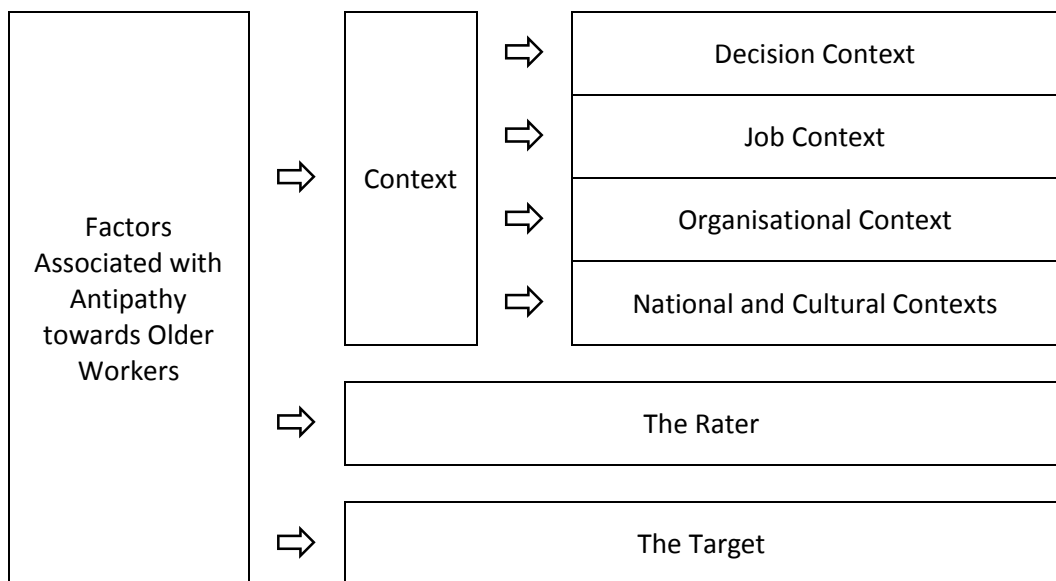 Factors
Associated with
Antipathy
towards Older
Workers
Context
Decision Context
Job Context
Organisational Context
National and Cultural Contexts
The Rater
The Target